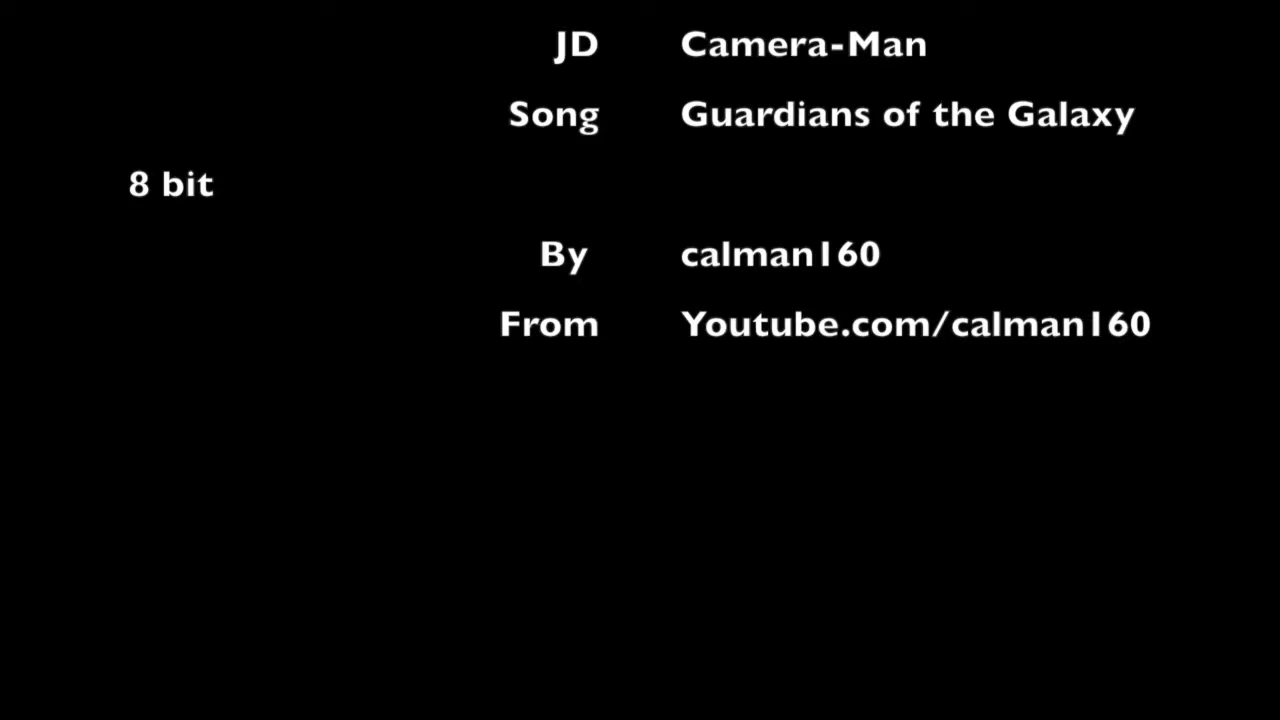 JD Camera-Man
Song Guardians of the Galaxy
8 bit
By calman160
From Youtube.com/calman160